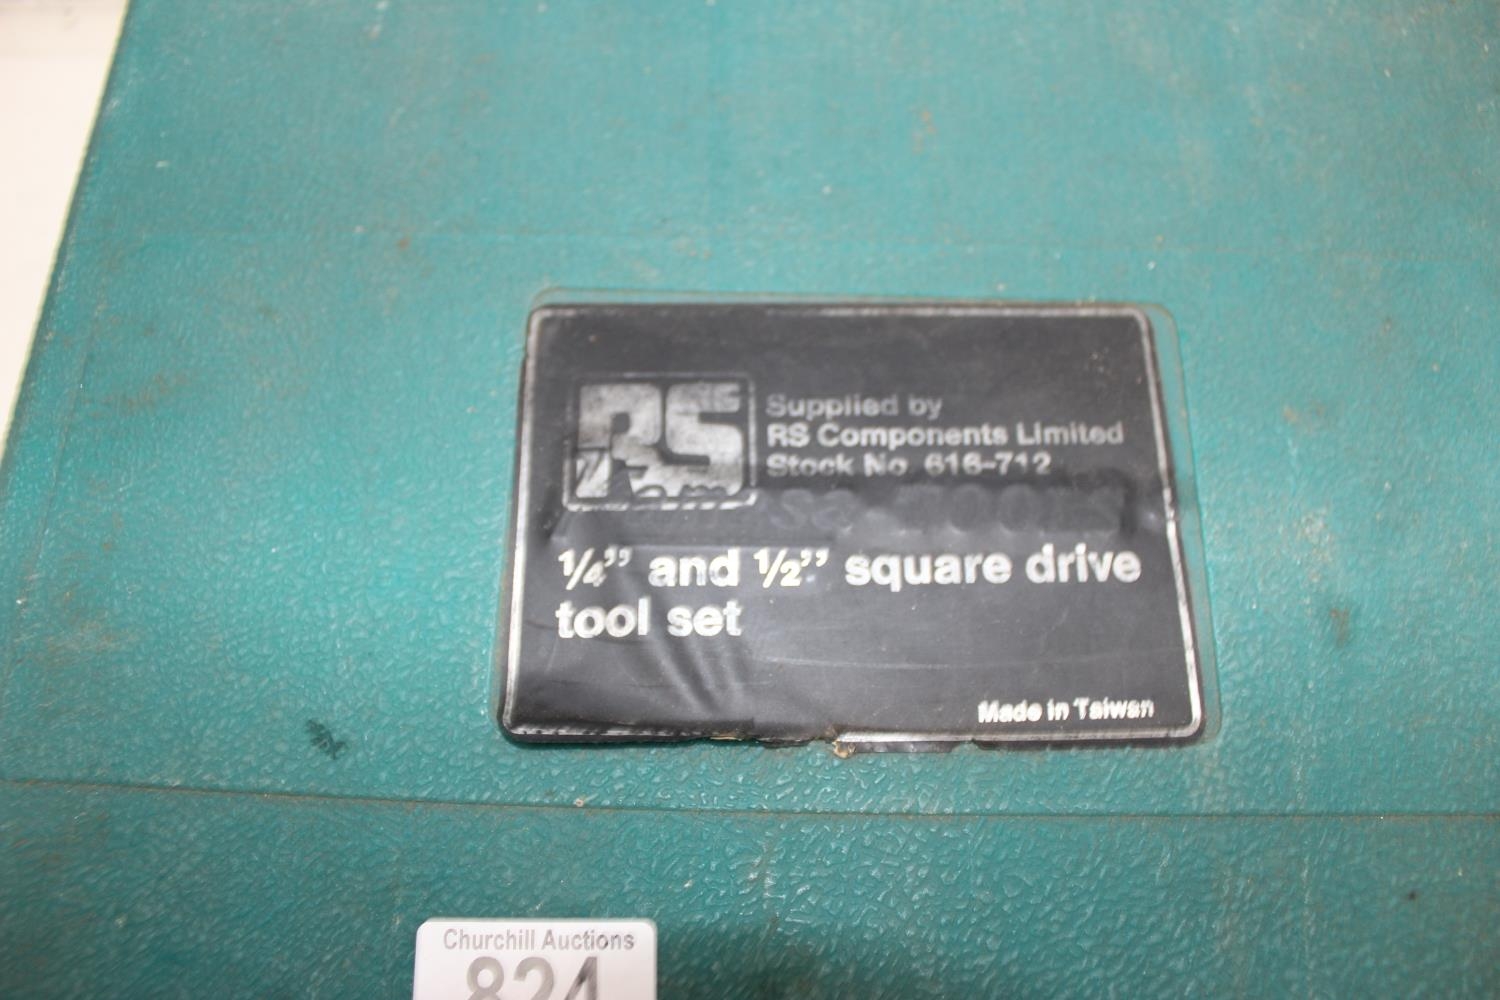 RS
Supplied by
RS Components Limited
Stock No. 616-712
1/4” and 1/2” square drive
tool set
Made in Taiwan
Churchill Auctions
824